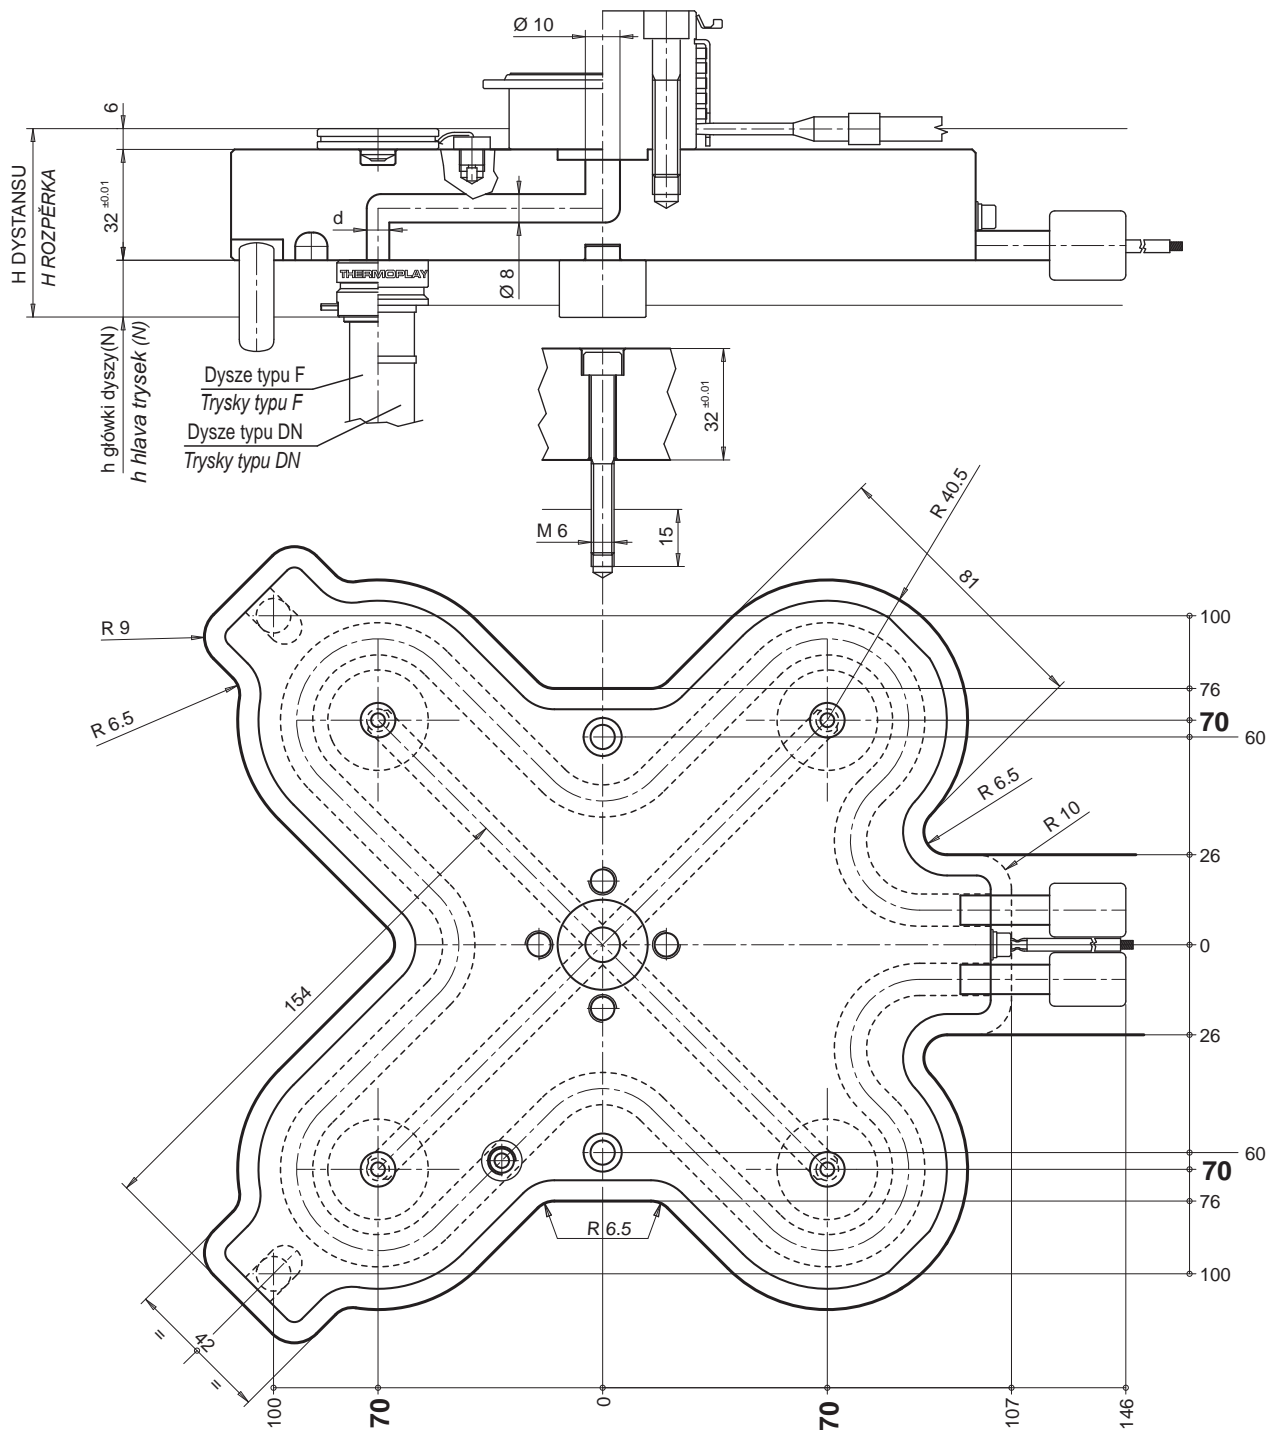 Ø 10
6
H DYSTANSU
H ROZPĚRKA
32 ±0.01
d
Ø 8
THERMOPLAY
h główki dyszy(N)
h hlava trysek (N)
Dysze typu F
Trysky typu F
Dysze typu DN
Trysky typu DN
32 ±0.01
M 6
15
R 40.5
81
R 9
R 6.5
100
76
70
60
R 6.5
R 10
26
0
154
26
60
70
76
R 6.5
100
=
42
=
100
70
0
70
107
146